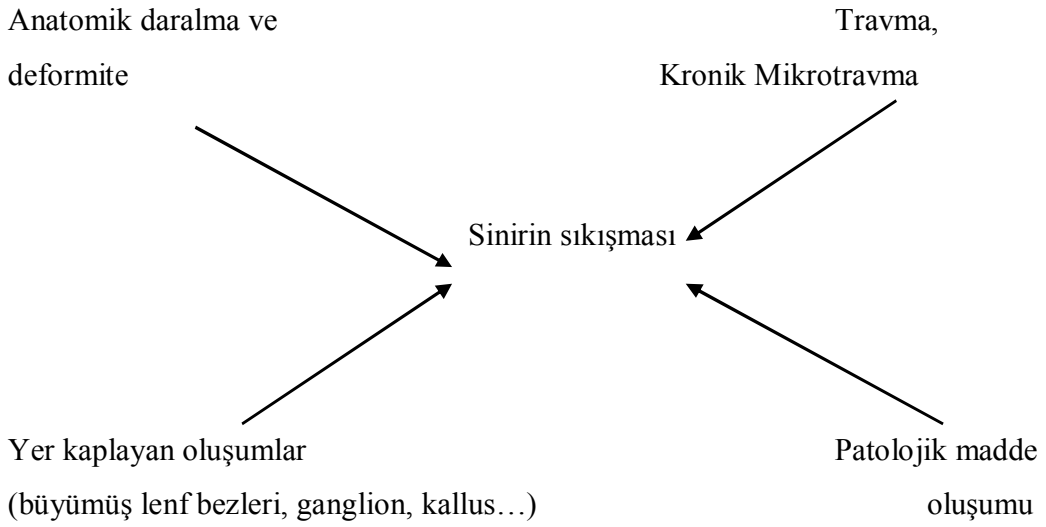 Anatomik daralma ve
deformite
Travma,
Kronik Mikrotravma
Sinirin sıkışması
Yer kaplayan oluşumlar
(büyümüş lenf bezleri, ganglion, kallus…)
Patolojik madde
oluşumu